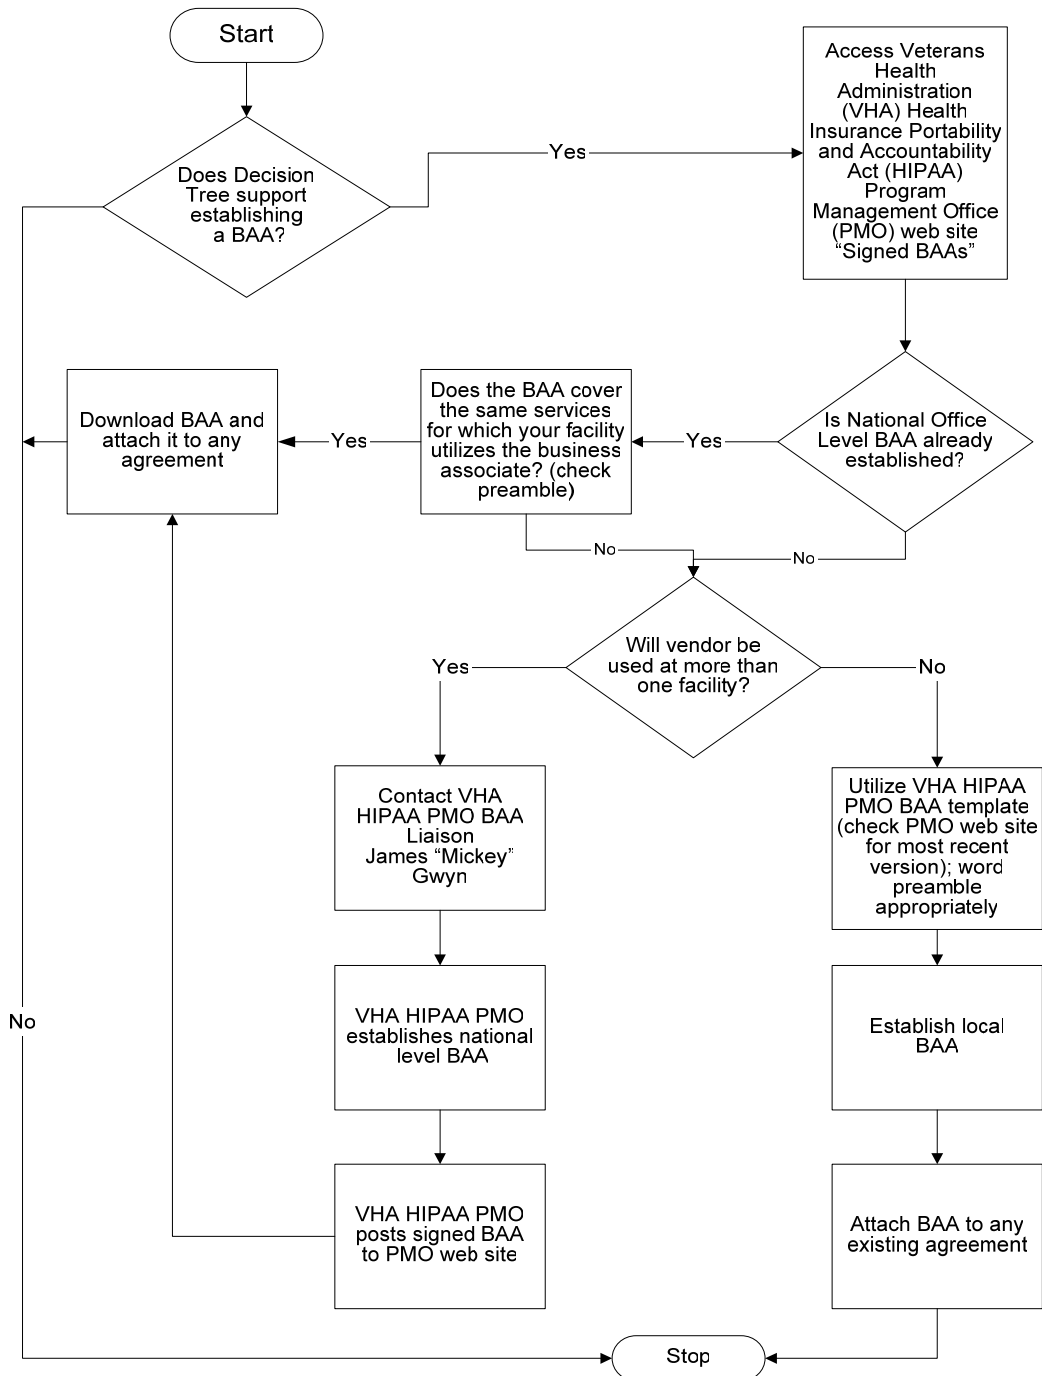 Start
Does Decision
Tree support
establishing
a BAA?
Yes
Access Veterans
Health
Administration
(VHA) Health
Insurance Portability
and Accountability
Act (HIPAA)
Program
Management Office
(PMO) web site
“Signed BAAs”
Is National Office
Level BAA already
established?
Yes
Does the BAA cover
the same services
for which your facility
utilizes the business
associate? (check
preamble)
Yes
Download BAA and
attach it to any
agreement
No
No
Will vendor be
used at more than
one facility?
Yes
No
Contact VHA
HIPAA PMO BAA
Liaison
James “Mickey”
Gwyn
Utilize VHA HIPAA
PMO BAA template
(check PMO web site
for most recent
version); word
preamble
appropriately
VHA HIPAA PMO
establishes national
level BAA
Establish local
BAA
No
VHA HIPAA PMO
posts signed BAA
to PMO web site
Attach BAA to any
existing agreement
Stop